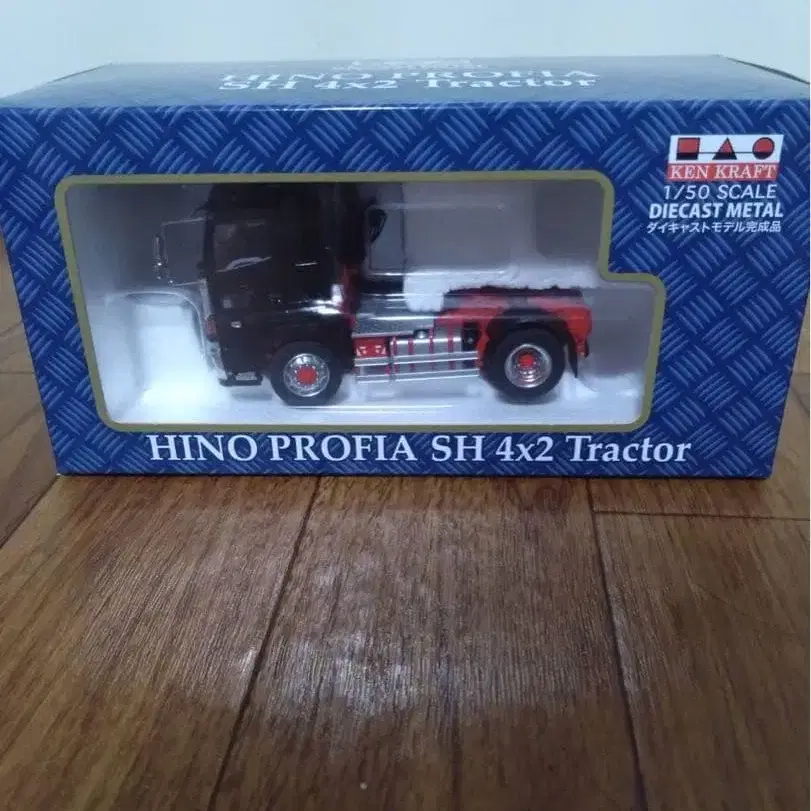 HINO PROFIA
SH 4x2 Tractor
KEN KRAFT
1/50 SCALE
DIECAST METAL
ダイキャストモデル完成品
HINO PROFIA SH 4x2 Tractor